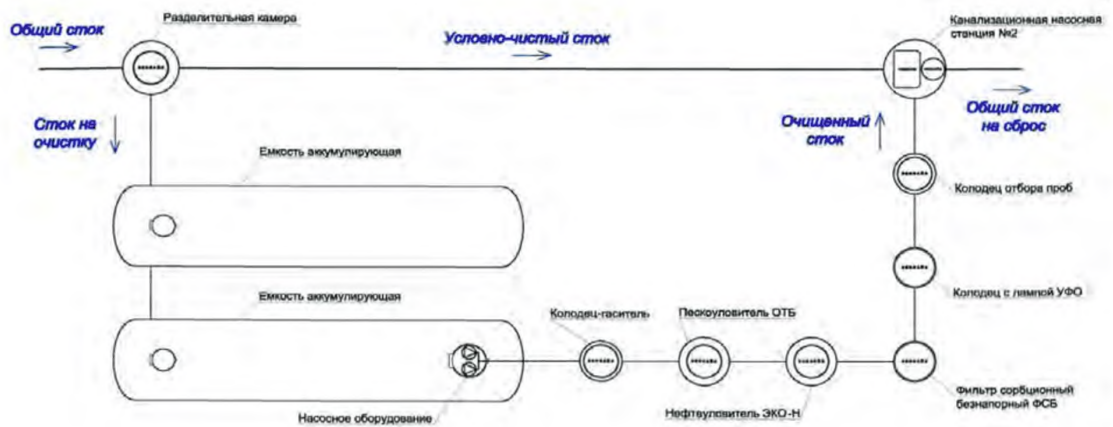 Разделительная камера
Канализационная насосная
станция №2
Общий сток
Условно-чистый сток
Общий сток
на сброс
Сток на
очистку
Очищенный
сток
Емкость аккумулирующая
Колодец отбора проб
Емкость аккумулирующая
Колодец с лампой УФО
Колодец-гаситель
Пескоуловитель ОТБ
Насосное оборудование
Нефтеуловитель ЭКО-Н
Фильтр сорбционный
безнапорный ФСБ